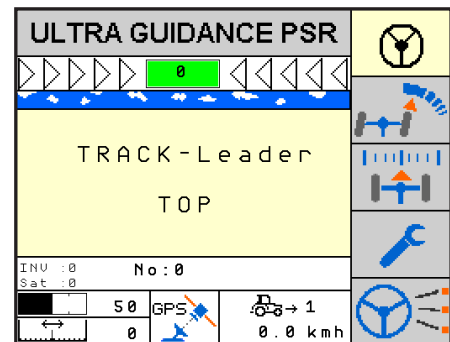 ULTRA GUIDANCE PSR
0
TRACK-Leader
TOP
INV :0 No:0
Sat :0
50 GPS → 1
0 0.0 kmh